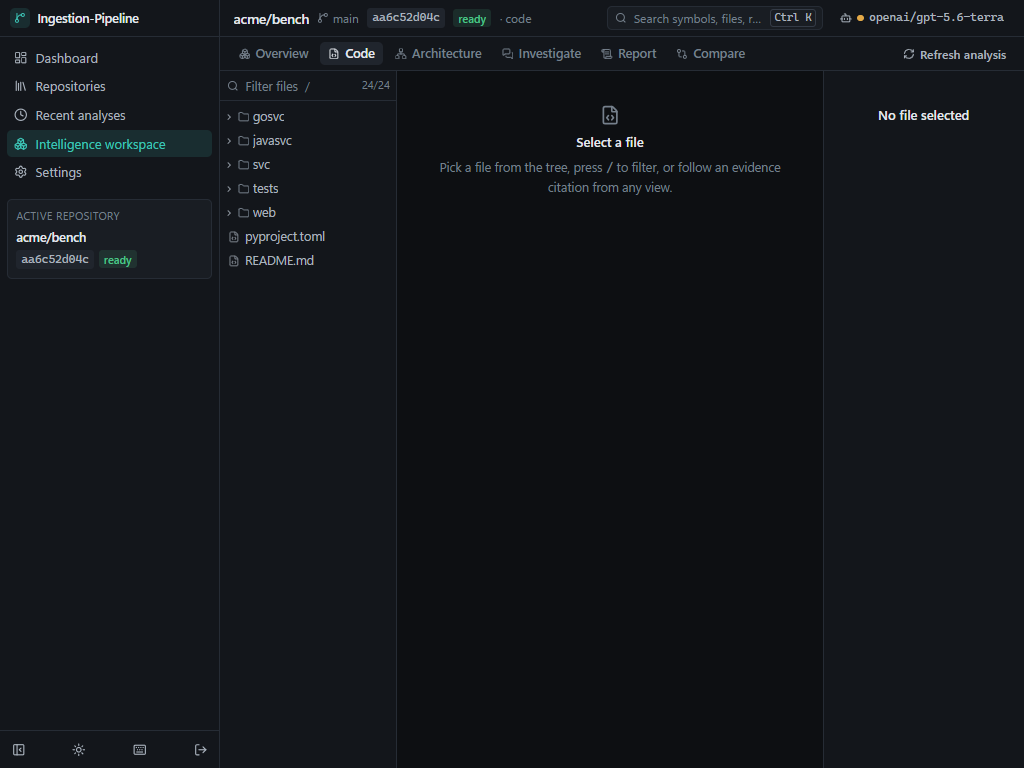 Ingestion-Pipeline
acme/bench main aa6c52d04c ready · code
Search symbols, files, r... Ctrl K
openai/gpt-5.6-terra
Dashboard
Repositories
Recent analyses
Intelligence workspace
Settings
ACTIVE REPOSITORY
acme/bench
aa6c52d04c ready
Overview Code Architecture Investigate Report Compare
Refresh analysis
Filter files / 24/24
gosvc
javasvc
svc
tests
web
pyproject.toml
README.md
Select a file
Pick a file from the tree, press / to filter, or follow an evidence
citation from any view.
No file selected